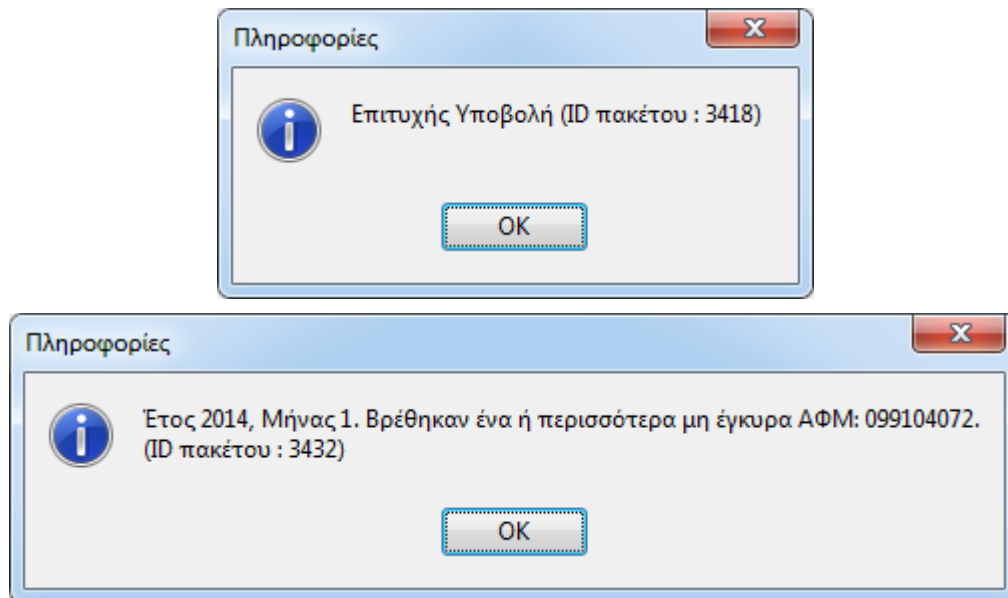 Πληροφορίες
Επιτυχής Υποβολή (ID πακέτου : 3418)
OK
Πληροφορίες
Έτος 2014, Μήνας 1. Βρέθηκαν ένα ή περισσότερα μη έγκυρα ΑΦΜ: 099104072.
(ID πακέτου : 3432)
OK